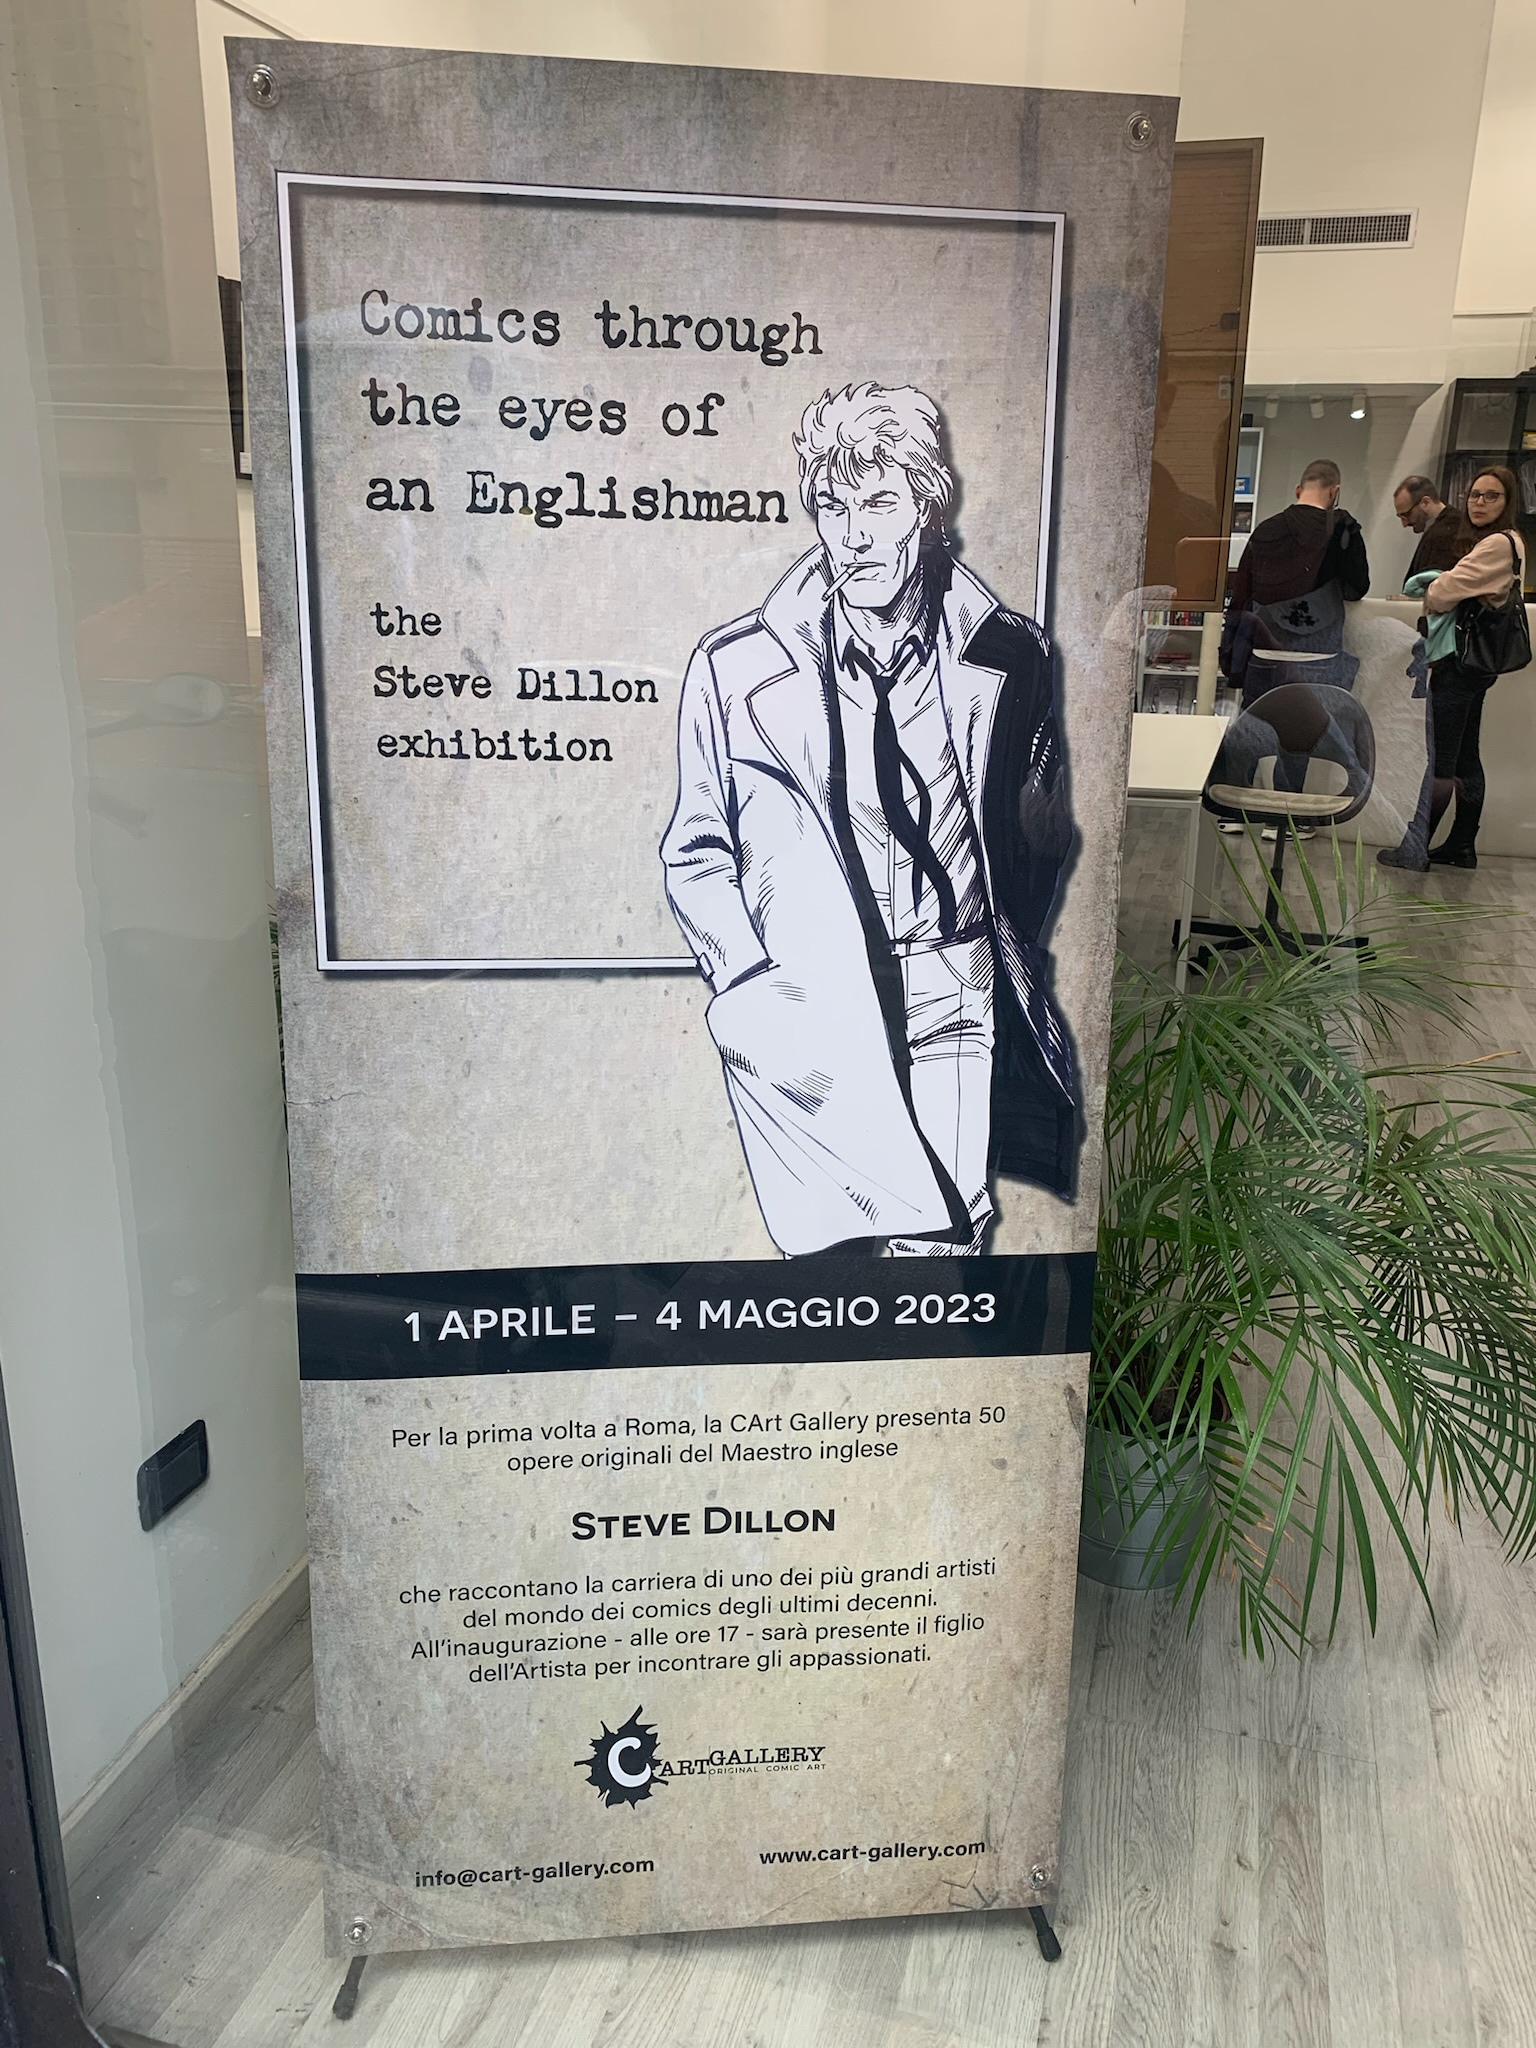 Comics through
the eyes of
an Englishman
the
Steve Dillon
exhibition
1 APRILE – 4 MAGGIO 2023
Per la prima volta a Roma, la CArt Gallery presenta 50
opere originali del Maestro inglese
STEVE DILLON
che raccontano la carriera di uno dei più grandi artisti
del mondo dei comics degli ultimi decenni.
All'inaugurazione - alle ore 17 - sarà presente il figlio
dell'Artista per incontrare gli appassionati.
CARTGALLERY
ORIGINAL COMIC ART
info@cart-gallery.com www.cart-gallery.com